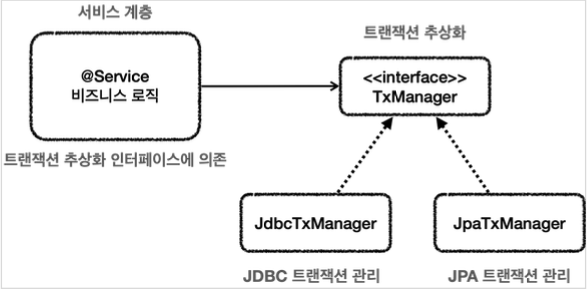 서비스 계층
트랜잭션 추상화
@Service
비즈니스 로직
<<interface>>
TxManager
트랜잭션 추상화 인터페이스에 의존
JdbcTxManager
JpaTxManager
JDBC 트랜잭션 관리
JPA 트랜잭션 관리